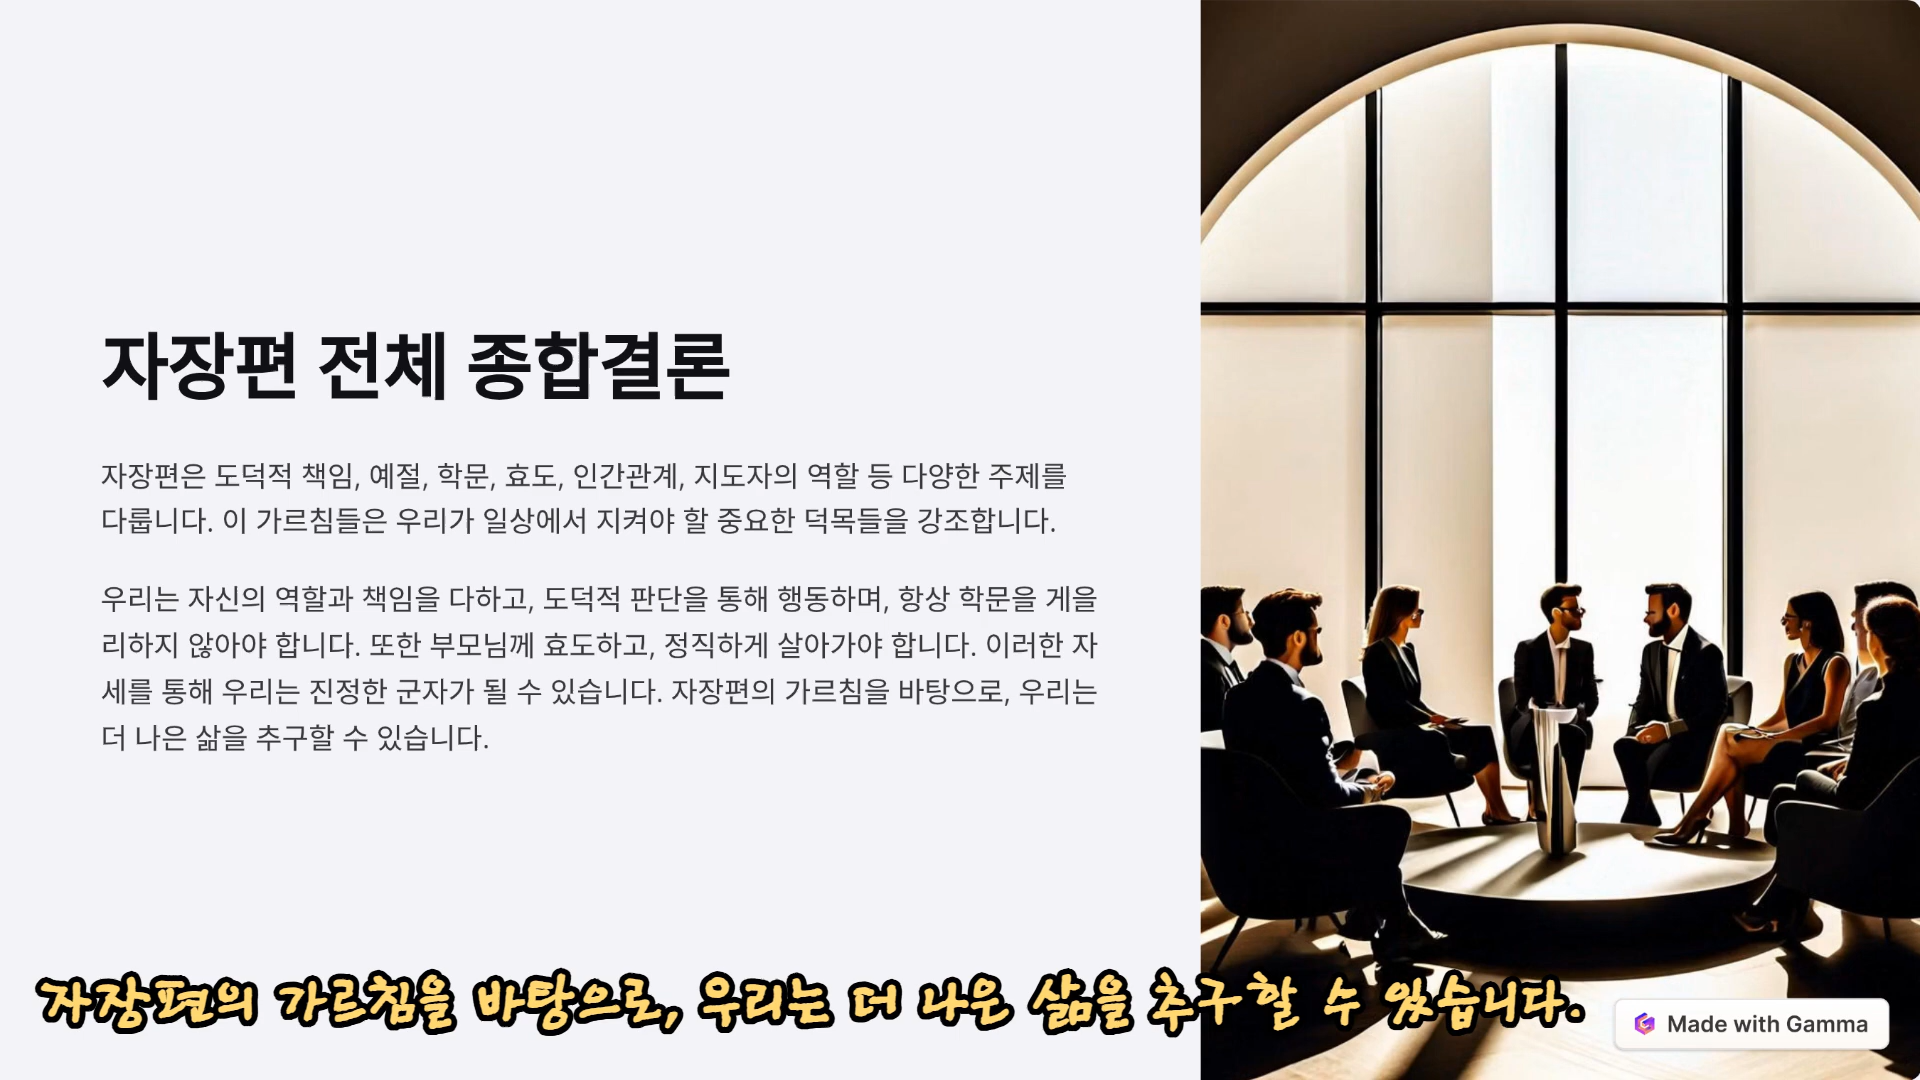 자장편 전체 종합결론
자장편은 도덕적 책임, 예절, 학문, 효도, 인간관계, 지도자의 역할 등 다양한 주제를
다룹니다. 이 가르침들은 우리가 일상에서 지켜야 할 중요한 덕목들을 강조합니다.
우리는 자신의 역할과 책임을 다하고, 도덕적 판단을 통해 행동하며, 항상 학문을 게을
리하지 않아야 합니다. 또한 부모님께 효도하고, 정직하게 살아가야 합니다. 이러한 자
세를 통해 우리는 진정한 군자가 될 수 있습니다. 자장편의 가르침을 바탕으로, 우리는
더 나은 삶을 추구할 수 있습니다.
자장편의 가르침을 바탕으로, 우리는 더 나은 삶을 추구할 수 있습니다.
Made with Gamma